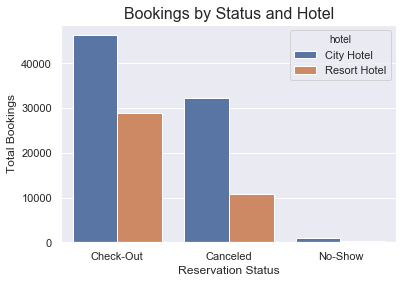 Bookings by Status and Hotel
hotel
City Hotel
Resort Hotel
40000
30000
20000
10000
0
Total Bookings
Check-Out
Canceled
No-Show
Reservation Status